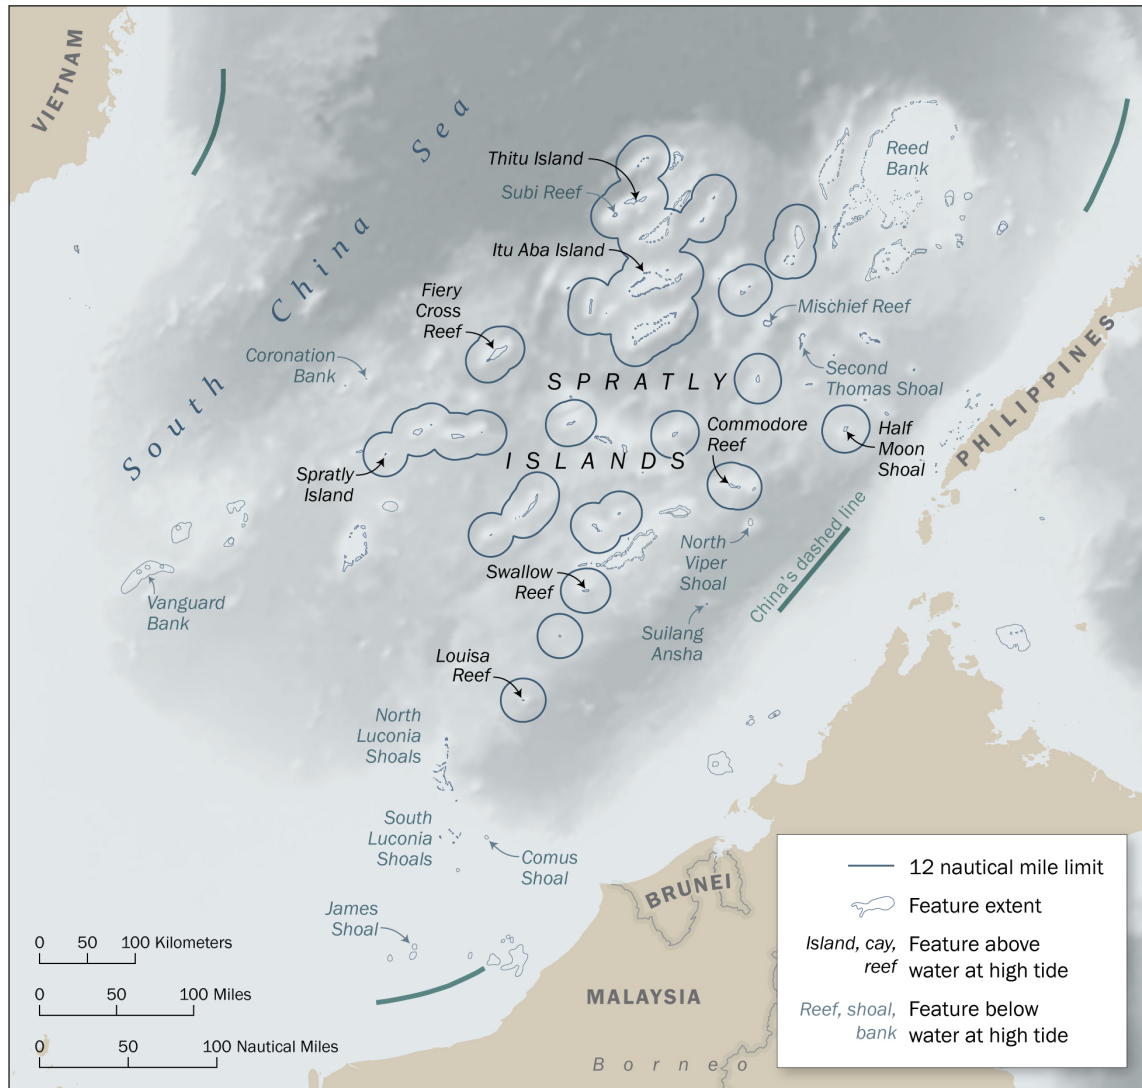 VIETNAM
South China Sea
Thitu Island
Subi Reef
Reed
Bank
Itu Aba Island
Fiery
Cross
Reef
Mischief Reef
Coronation
Bank
SPRATLY
Second
Thomas Shoal
PHILIPPINES
Commodore
Reef
Half
Moon
Shoal
ISLANDS
Spratly
Island
North
Viper
Shoal
China's dashed line
Swallow
Reef
Vanguard
Bank
Suilang
Ansha
Louisa
Reef
North
Luconia
Shoals
South
Luconia
Shoals
Comus
Shoal
BRUNEI
James
Shoal
MALAYSIA
Borneo
0 50 100 Kilometers
0 50 100 Miles
0 50 100 Nautical Miles
12 nautical mile limit
Feature extent
Island, cay,
reef
Feature above
water at high tide
Reef, shoal,
bank
Feature below
water at high tide